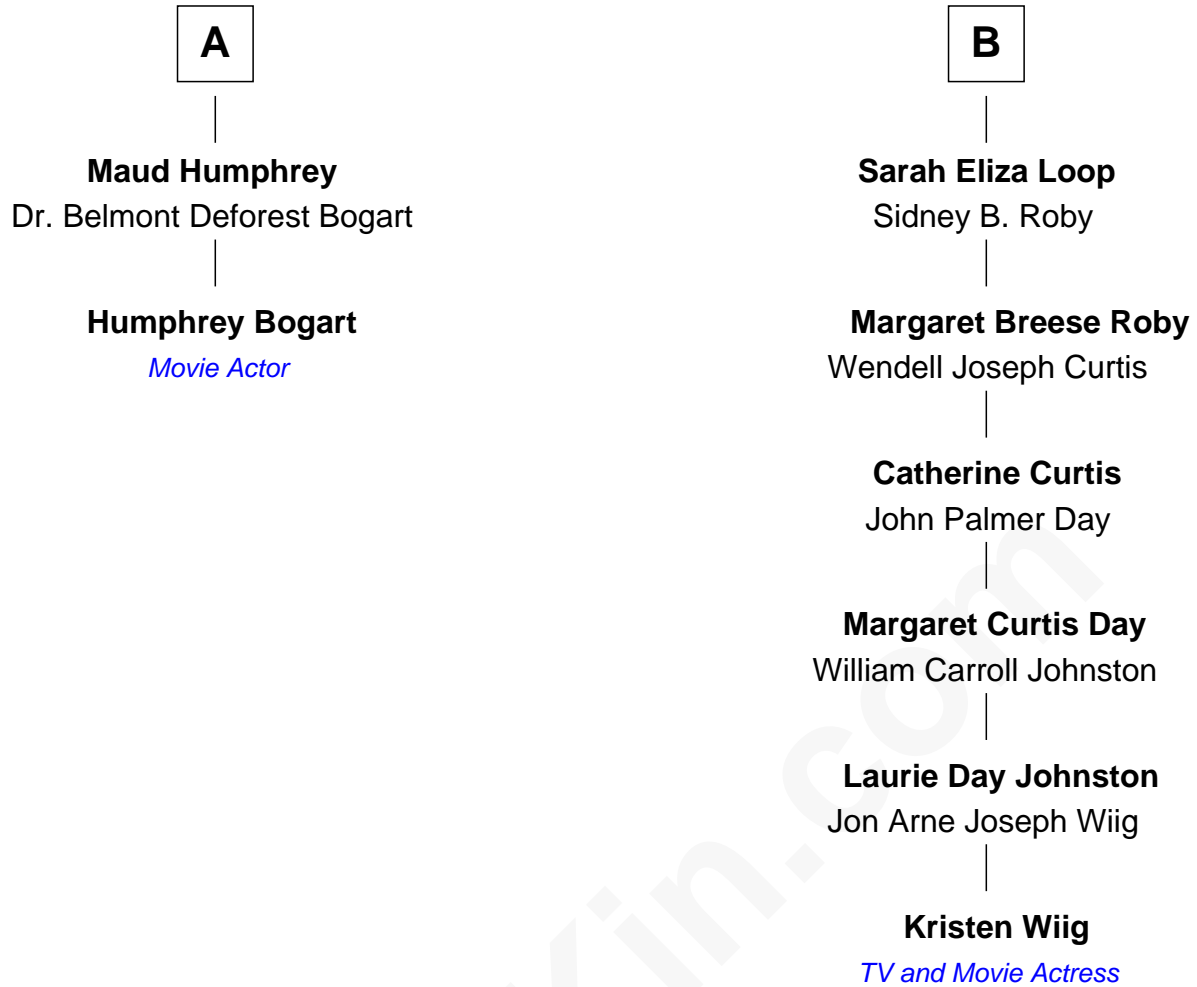 A
Maud Humphrey
Dr. Belmont Deforest Bogart
Humphrey Bogart
Movie Actor
B
Sarah Eliza Loop
Sidney B. Roby
Margaret Breese Roby
Wendell Joseph Curtis
Catherine Curtis
John Palmer Day
Margaret Curtis Day
William Carroll Johnston
Laurie Day Johnston
Jon Arne Joseph Wiig
Kristen Wiig
TV and Movie Actress
Kin.com